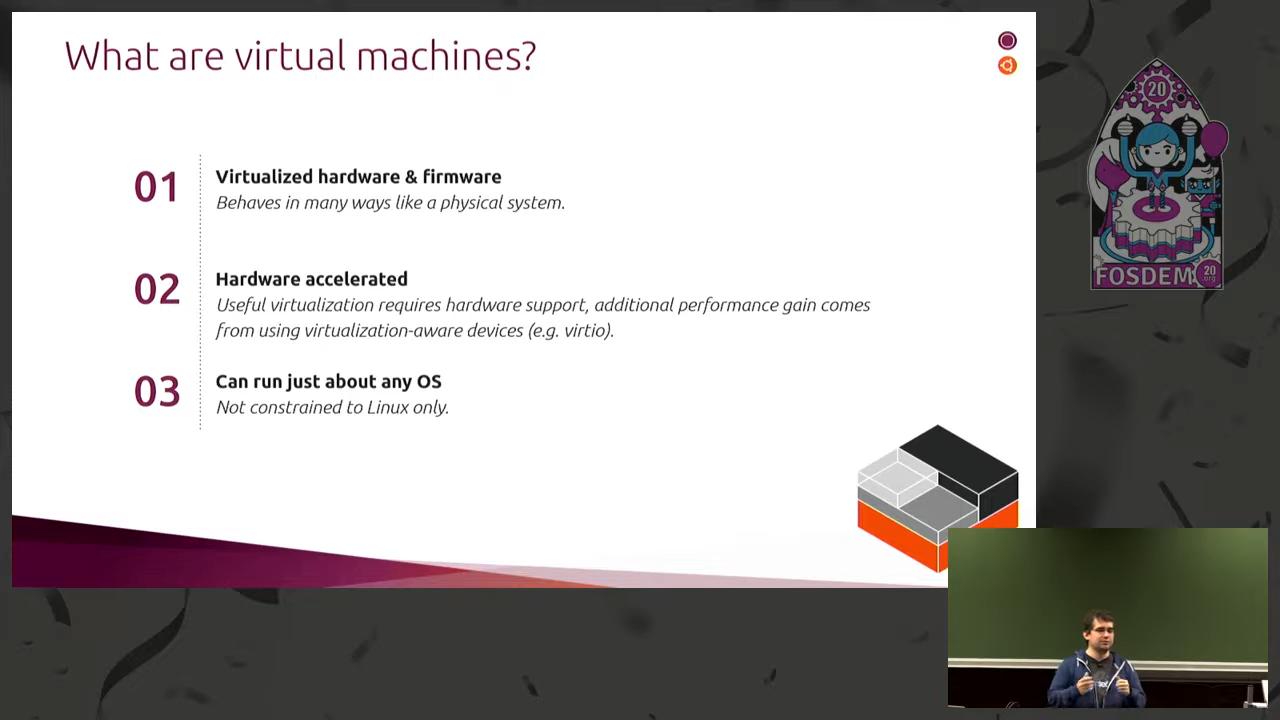 What are virtual machines?
01
Virtualized hardware & firmware
Behaves in many ways like a physical system.
02
Hardware accelerated
Useful virtualization requires hardware support, additional performance gain comes
from using virtualization-aware devices (e.g. virtio).
03
Can run just about any OS
Not constrained to Linux only.
20
FOSDEM
20
.org